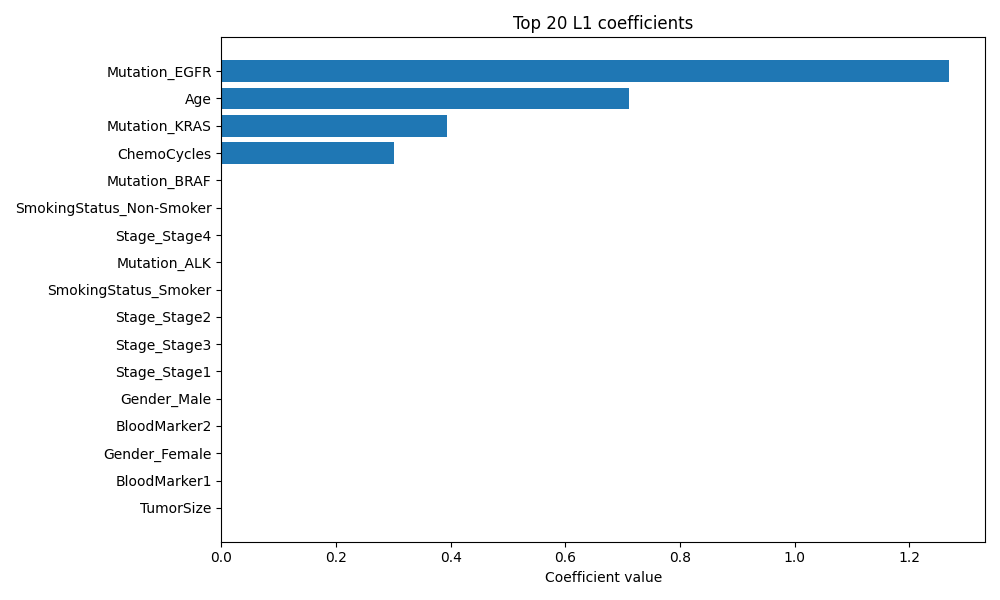 Top 20 L1 coefficients
Mutation_EGFR
Age
Mutation_KRAS
ChemoCycles
Mutation_BRAF
SmokingStatus_Non-Smoker
Stage_Stage4
Mutation_ALK
SmokingStatus_Smoker
Stage_Stage2
Stage_Stage3
Stage_Stage1
Gender_Male
BloodMarker2
Gender_Female
BloodMarker1
TumorSize
0.0 0.2 0.4 0.6 0.8 1.0 1.2
Coefficient value